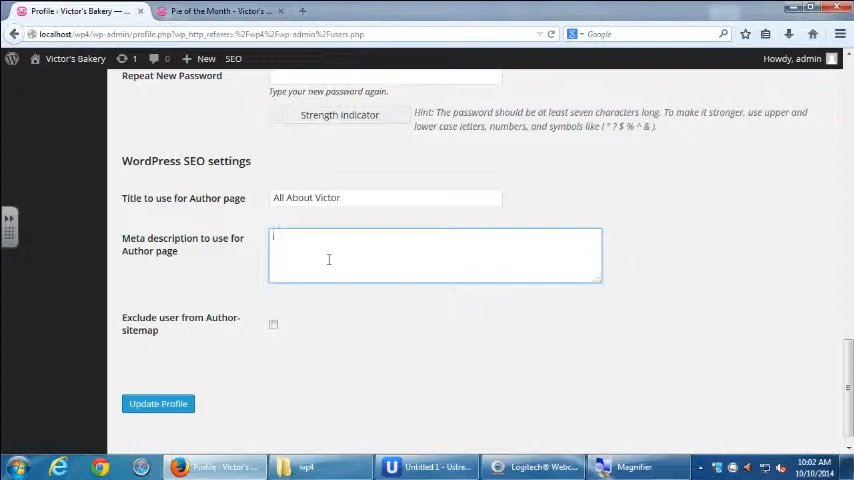 Profile ‹ Victor's Bakery — ...
Pie of the Month - Victor's ...
localhost/wp4/wp-admin/profile.php?wp_http_referer=%2Fwp4%2Fwp-admin%2Fusers.php
Google
Victor's Bakery
1
0
New
SEO
Howdy, admin
Repeat New Password
Type your new password again.
Strength indicator
Hint: The password should be at least seven characters long. To make it stronger, use upper and
lower case letters, numbers, and symbols like ! " ? $ % ^ & ).
WordPress SEO settings
Title to use for Author page
All About Victor
Meta description to use for
Author page
Exclude user from Author-
sitemap
Update Profile
Profile ‹ Victor's ...
wp4
Untitled 1 - Ustre...
Logitech® Webc...
Magnifier
10:02 AM
10/10/2014